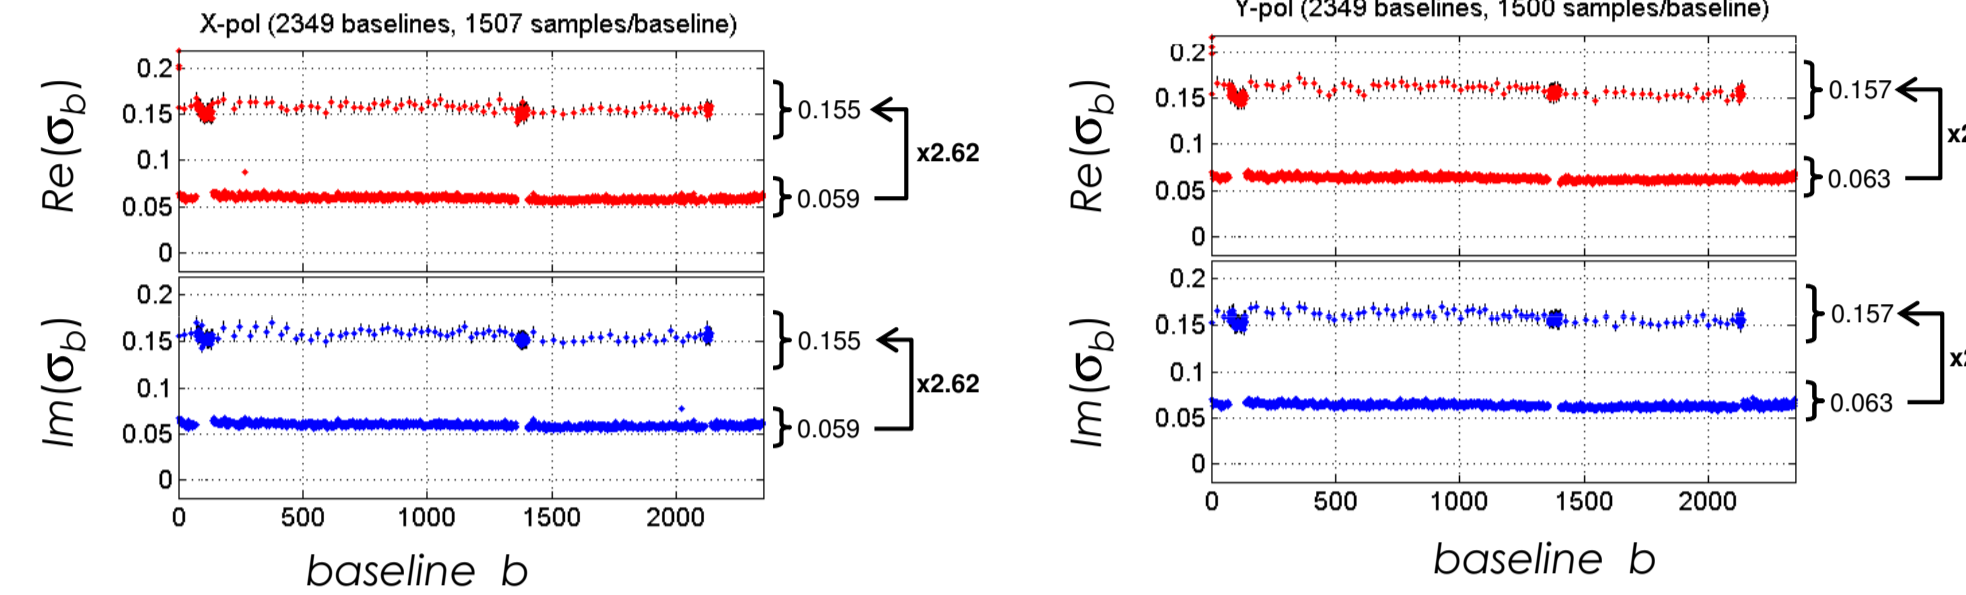 X-pol (2349 baselines, 1507 samples/baseline)
Re(σb)
0.2
0.15
0.1
0.05
0
0.155
x2.62
0.059
Im(σb)
0.2
0.15
0.1
0.05
0
0.155
x2.62
0.059
0 500 1000 1500 2000
baseline b
Y-pol (2349 baselines, 1500 samples/baseline)
Re(σb)
0.2
0.15
0.1
0.05
0
0.157
0.063
Im(σb)
0.2
0.15
0.1
0.05
0
0.157
0.063
0 500 1000 1500 2000
baseline b